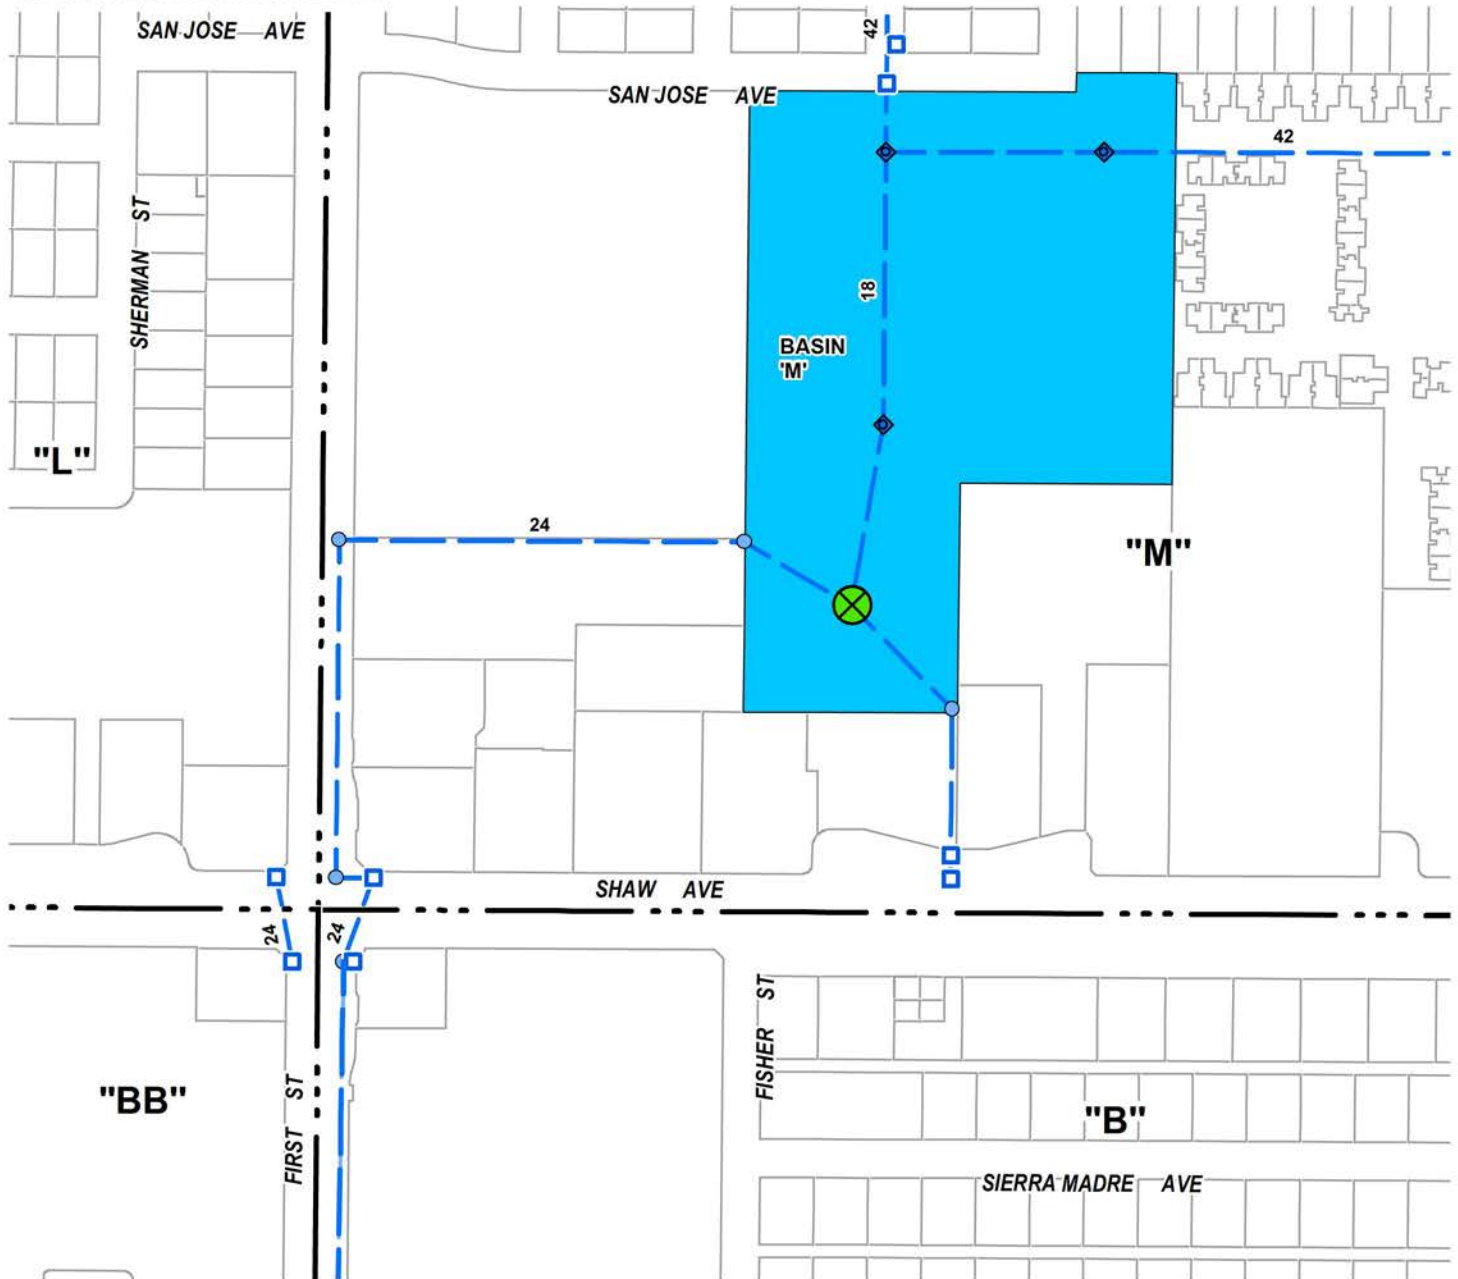 SAN JOSE AVE
42
SAN JOSE AVE
42
SHERMAN ST
18
BASIN
'M'
"L"
24
"M"
SHAW AVE
24
24
FISHER ST
"BB"
FIRST ST
"B"
SIERRA MADRE AVE